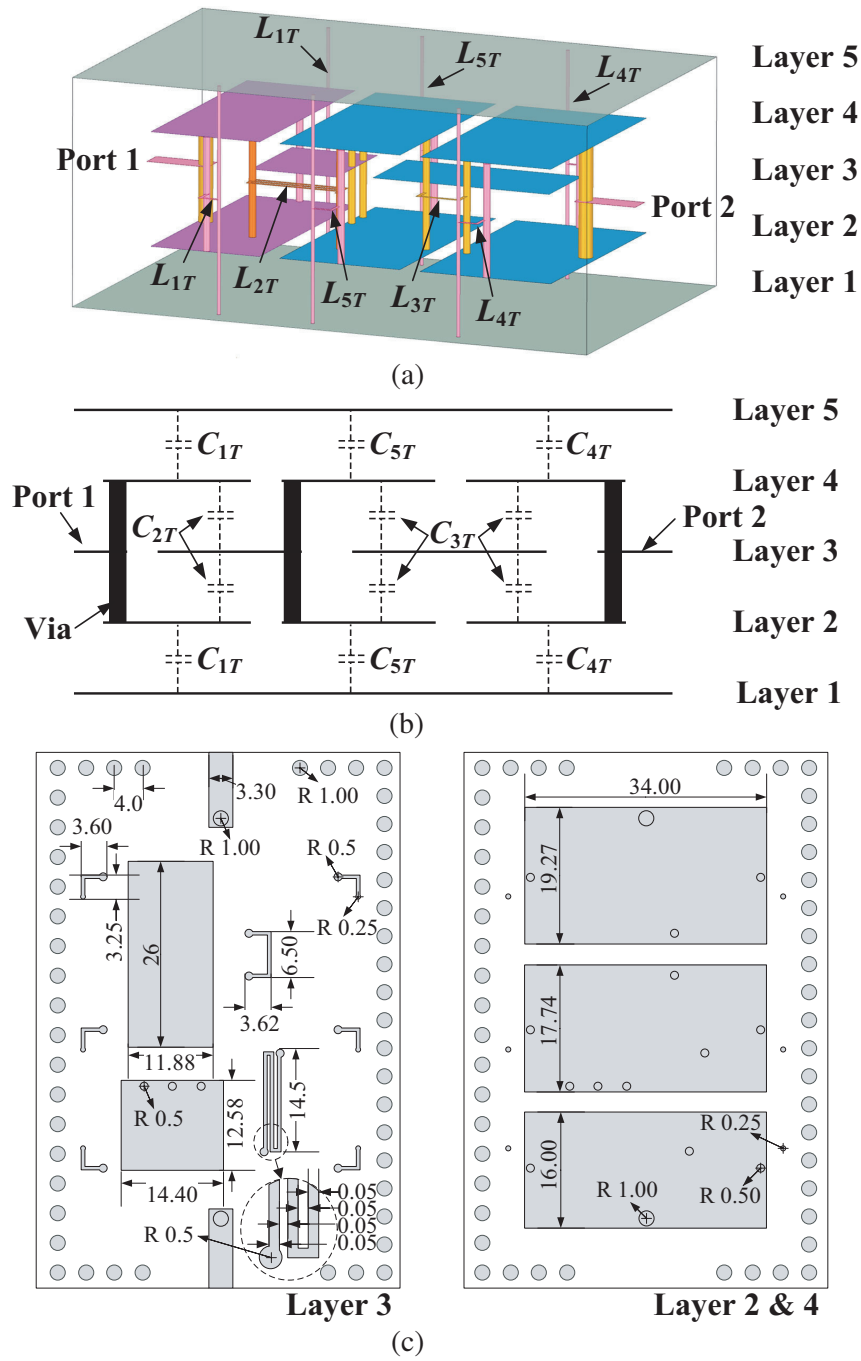 L1T
L5T
L4T
Layer 5
Layer 4
Port 1
Layer 3
Port 2
Layer 2
L1T
L2T
L5T
L3T
L4T
Layer 1
(a)
Layer 5
C1T
C5T
C4T
Layer 4
Port 1
C2T
C3T
Port 2
Layer 3
Via
Layer 2
C1T
C5T
C4T
Layer 1
(b)
4.0
3.30
R 1.00
3.60
R 1.00
R 0.5
3.25
26
R 0.25
6.50
3.62
11.88
R 0.5
12.58
14.5
14.40
0.05
0.05
0.05
0.05
R 0.5
Layer 3
34.00
19.27
17.74
R 0.25
16.00
R 1.00
R 0.50
Layer 2 & 4
(c)